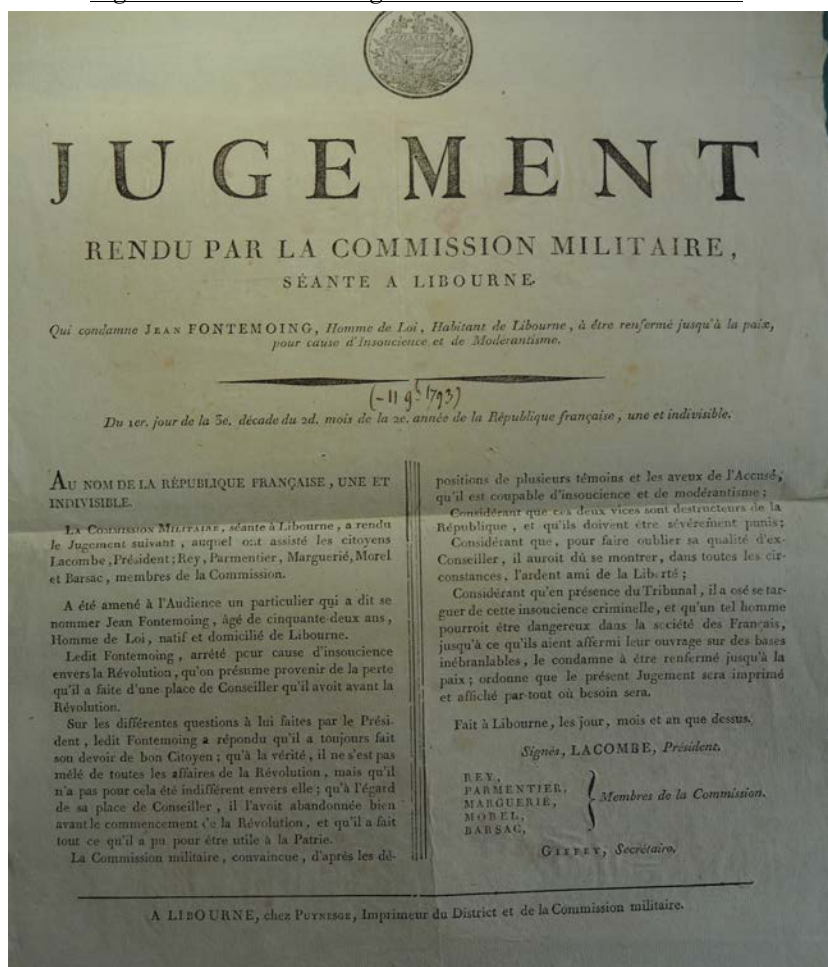 JUGEMENT
RENDU PAR LA COMMISSION MILITAIRE,
SÉANTE A LIBOURNE.
Qui condamne JEAN FONTEMOING, Homme de Loi, Habitant de Libourne, à être renfermé jusqu'à la paix,
pour cause d'Insoucience et de Modérantisme.
(-11 9b 1793)
Du 1er. jour de la 3e. décade du 2d. mois de la 2e. année de la République française, une et indivisible.
AU NOM DE LA RÉPUBLIQUE FRANÇAISE, UNE ET
INDIVISIBLE.
LA COMMISSION MILITAIRE, séante à Libourne, a rendu
le Jugement suivant, auquel ont assisté les citoyens
Lacombe, Président; Rey, Parmentier, Marguerié, Morel
et Barsac, membres de la Commission.
A été amené à l'Audience un particulier qui a dit se
nommer Jean Fontemoing, âgé de cinquante-deux ans,
Homme de Loi, natif et domicilié de Libourne.
Ledit Fontemoing, arrêté pour cause d'insoucience
envers la Révolution, qu'on présume provenir de la perte
qu'il a faite d'une place de Conseiller qu'il avoit avant la
Révolution.
Sur les différentes questions à lui faites par le Prési-
dent, ledit Fontemoing a répondu qu'il a toujours fait
son devoir de bon Citoyen; qu'à la vérité, il ne s'est pas
mêlé de toutes les affaires de la Révolution, mais qu'il
n'a pas pour cela été indifférent envers elle; qu'à l'égard
de sa place de Conseiller, il l'avoit abandonnée bien
avant le commencement de la Révolution, et qu'il a fait
tout ce qu'il a pu pour être utile à la Patrie.
La Commission militaire, convaincue, d'après les dé-
positions de plusieurs témoins et les aveux de l'Accusé,
qu'il est coupable d'insoucience et de modérantisme;
Considérant que ces deux vices sont destructeurs de la
République, et qu'ils doivent être sévèrement punis;
Considérant que, pour faire oublier sa qualité d'ex-
Conseiller, il auroit dû se montrer, dans toutes les cir-
constances, l'ardent ami de la Liberté;
Considérant qu'en présence du Tribunal, il a osé se tar-
guer de cette insoucience criminelle, et qu'un tel homme
pourroit être dangereux dans la société des Français,
jusqu'à ce qu'ils aient affermi leur ouvrage sur des bases
inébranlables, le condamne à être renfermé jusqu'à la
paix; ordonne que le présent Jugement sera imprimé
et affiché par-tout où besoin sera.
Fait à Libourne, les jour, mois et an que dessus.
Signés, LACOMBE, Président.
REY,
PARMENTIER,
MARGUERIÉ,
MOREL,
BARSAC,
Membres de la Commission.
GIFFEY, Secrétaire.
A LIBOURNE, chez PUYNESGE, Imprimeur du District et de la Commission militaire.